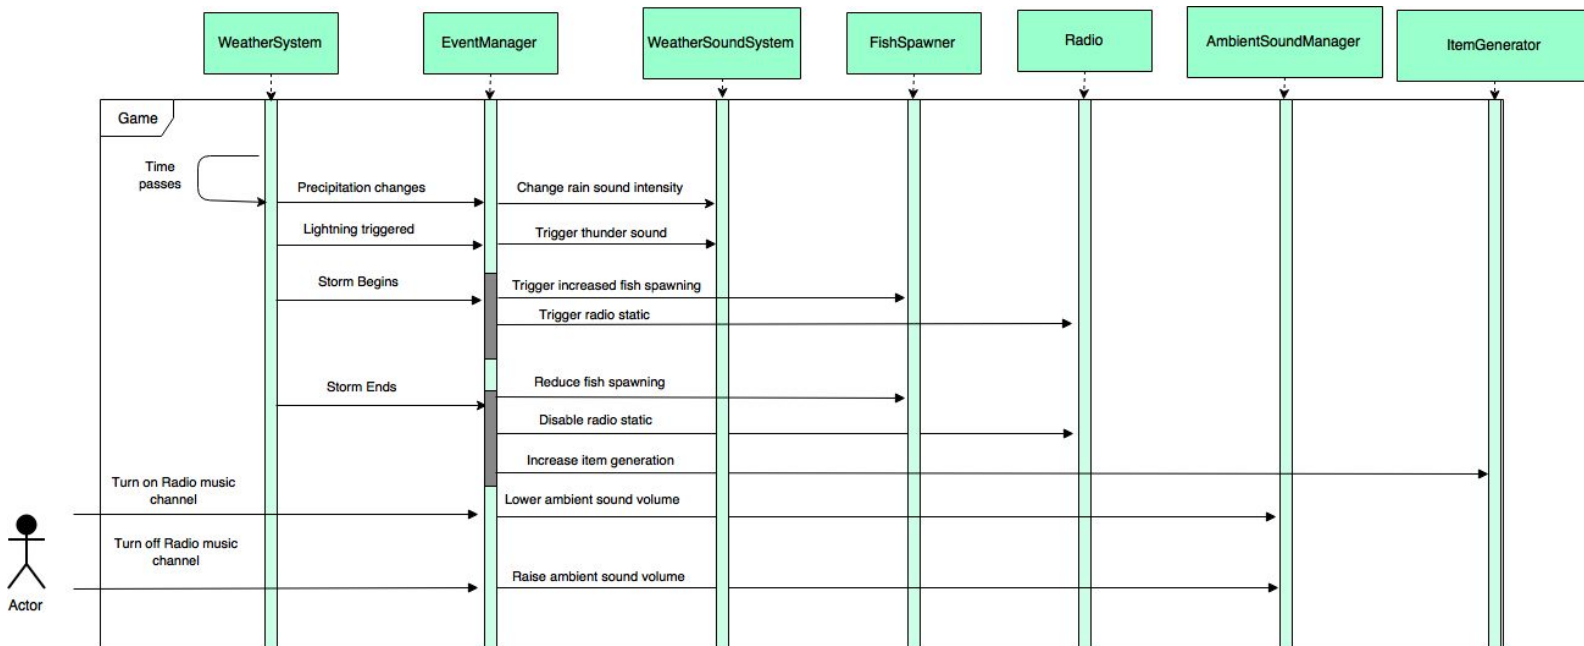 WeatherSystem
EventManager
WeatherSoundSystem
FishSpawner
Radio
AmbientSoundManager
ItemGenerator
Game
Time
passes
Precipitation changes
Change rain sound intensity
Lightning triggered
Trigger thunder sound
Storm Begins
Trigger increased fish spawning
Trigger radio static
Storm Ends
Reduce fish spawning
Disable radio static
Increase item generation
Turn on Radio music
channel
Lower ambient sound volume
Turn off Radio music
channel
Raise ambient sound volume
Actor